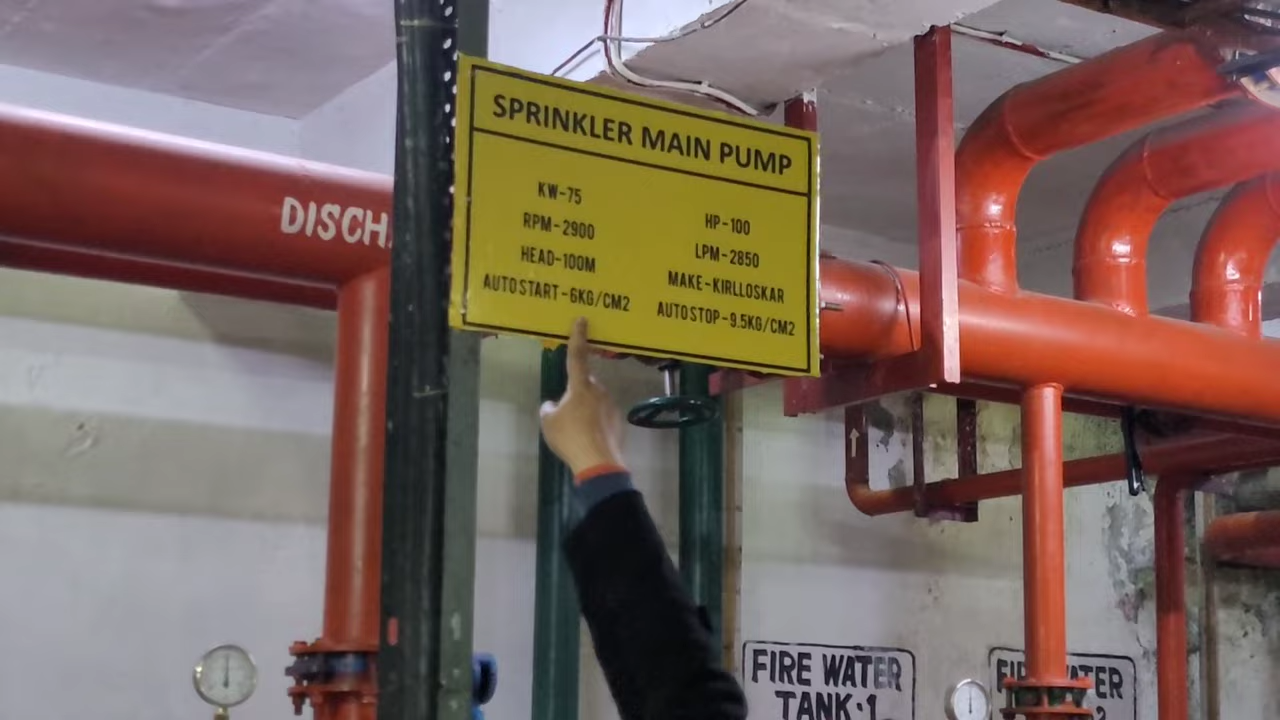 SPRINKLER MAIN PUMP
KW-75
RPM-2900
HEAD-100M
AUTOSTART-6KG/CM2
HP-100
LPM-2850
MAKE-KIRLLOSKAR
AUTOSTOP-9.5KG/CM2
DISCH
FIRE WATER
TANK·1